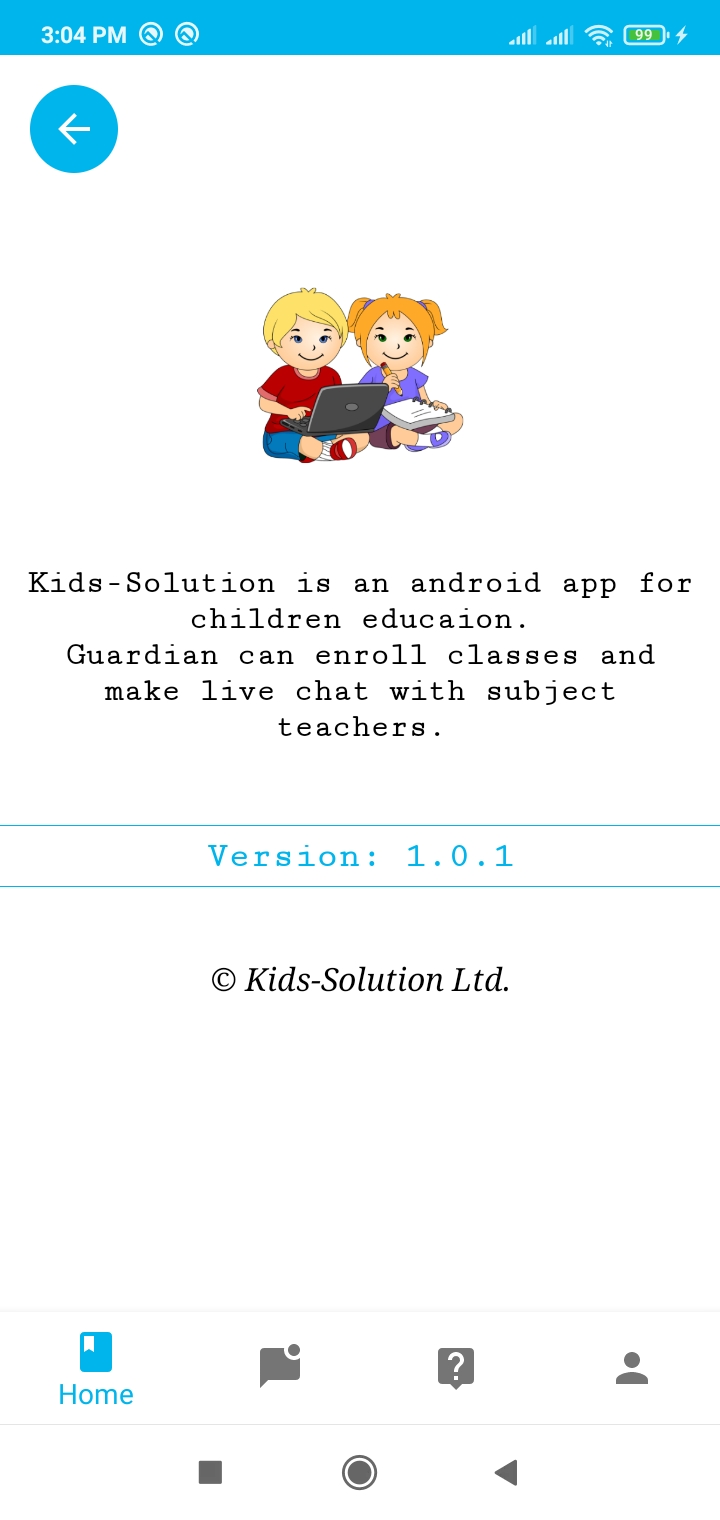 3:04 PM
99
Kids-Solution is an android app for
children educaion.
Guardian can enroll classes and
make live chat with subject
teachers.
Version: 1.0.1
© Kids-Solution Ltd.
Home